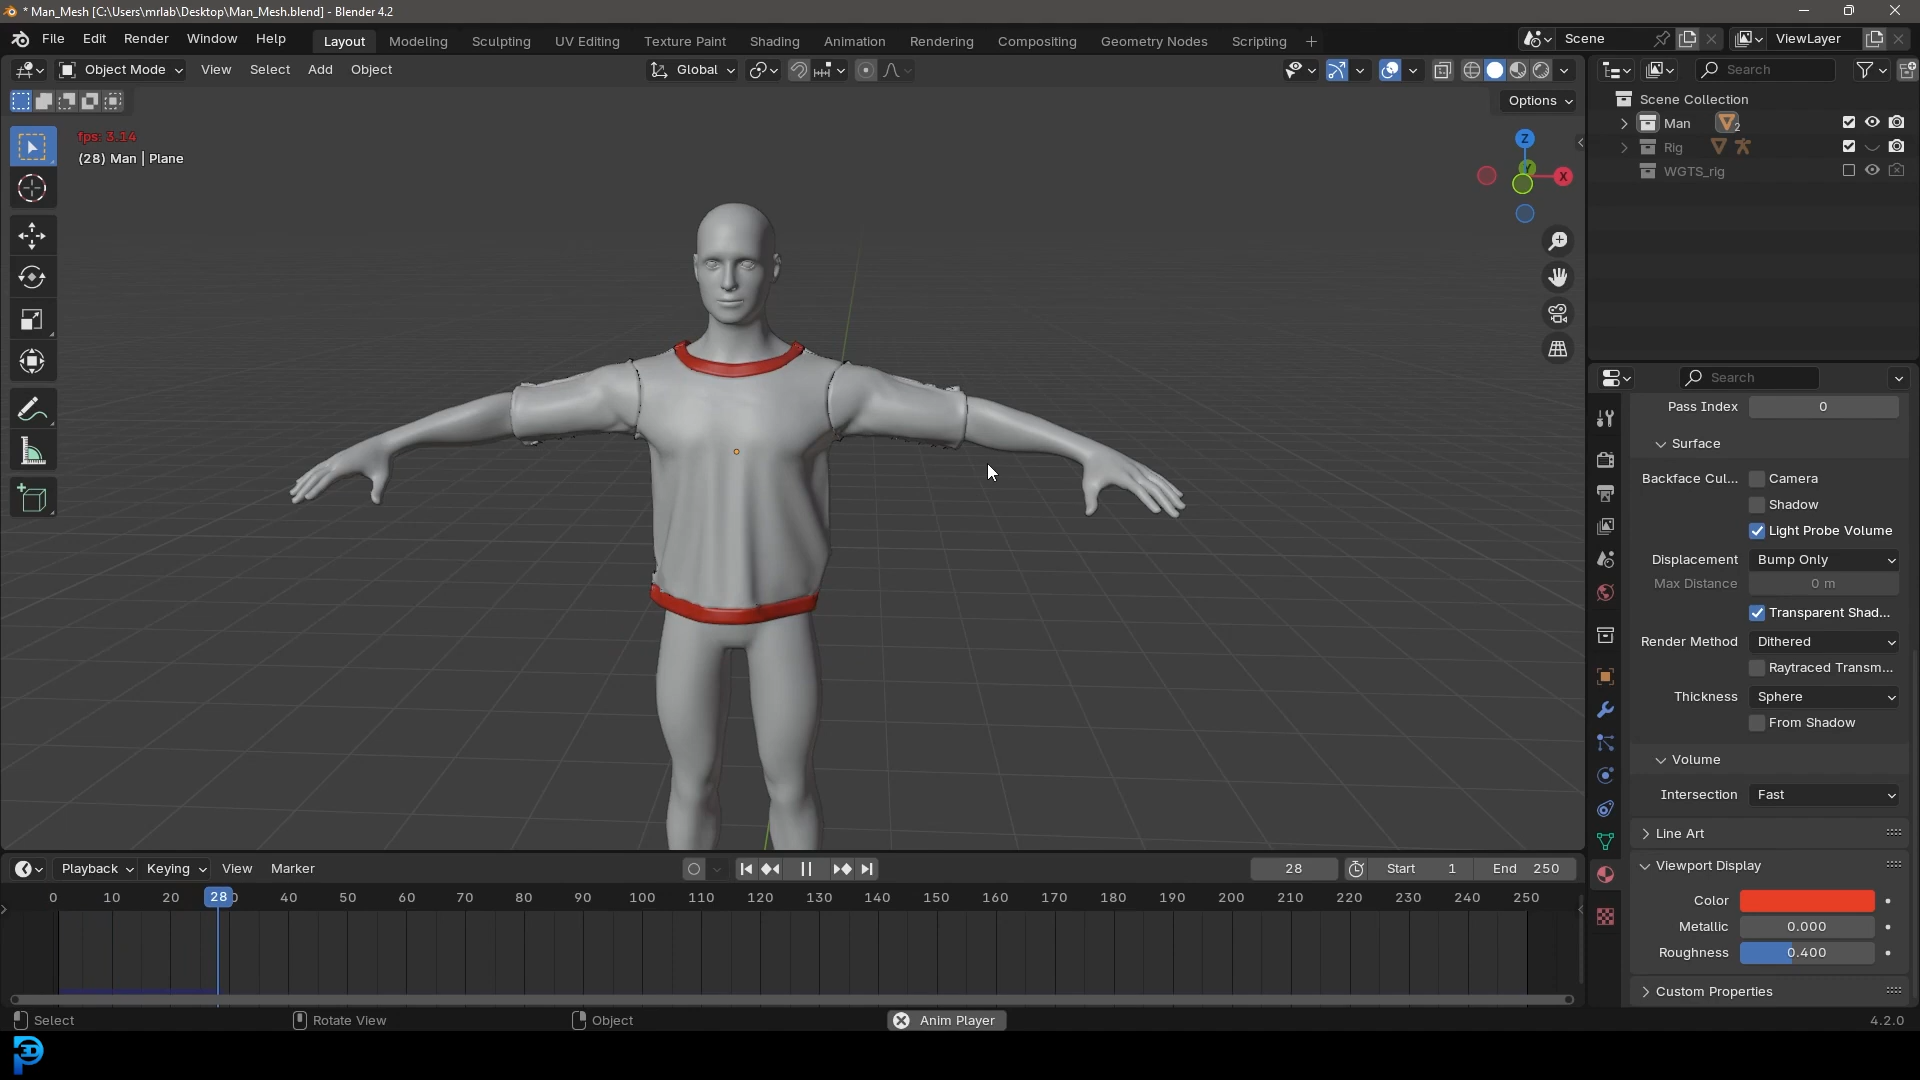 * Man_Mesh [C:\Users\mrlab\Desktop\Man_Mesh.blend] - Blender 4.2
File Edit Render Window Help Layout Modeling Sculpting UV Editing Texture Paint Shading Animation Rendering Compositing Geometry Nodes Scripting + Scene ViewLayer
Object Mode View Select Add Object Global Search
Options
Scene Collection
fps: 3.14
Man 2
(28) Man | Plane
Rig
WGTS_rig
Z
X
Search
Pass Index 0
Surface
Backface Cul... Camera
Shadow
Light Probe Volume
Displacement Bump Only
Max Distance 0 m
Transparent Shad...
Render Method Dithered
Raytraced Transm...
Thickness Sphere
From Shadow
Volume
Intersection Fast
Line Art
Viewport Display
Color
Metallic 0.000
Roughness 0.400
Custom Properties
Playback Keying View Marker 28 Start 1 End 250
0 10 20 28 40 50 60 70 80 90 100 110 120 130 140 150 160 170 180 190 200 210 220 230 240 250
Select Rotate View Object Anim Player 4.2.0
3D